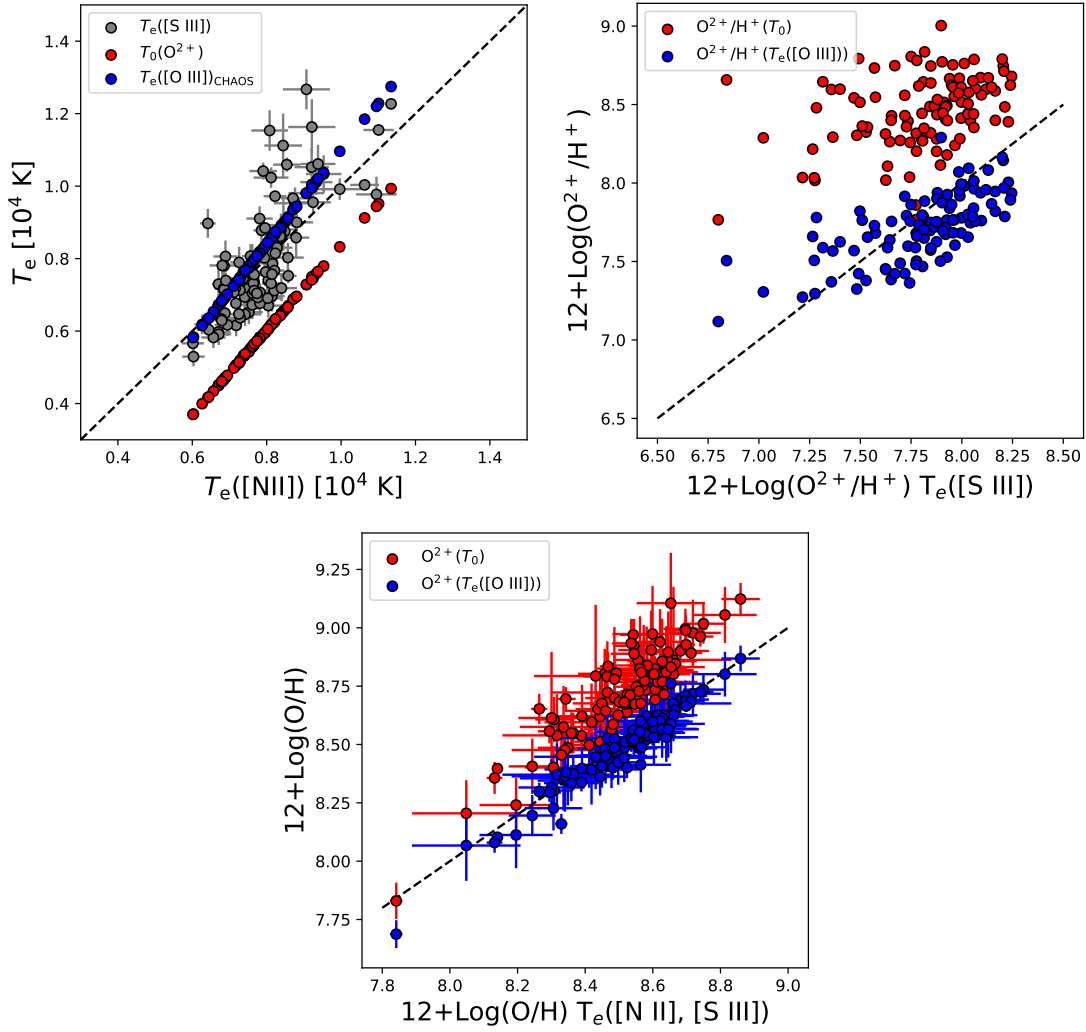 T_e([S III])
T_0(O^2+)
T_e([O III])_CHAOS
1.4
1.2
1.0
0.8
0.6
0.4
T_e [10^4 K]
0.4 0.6 0.8 1.0 1.2 1.4
T_e([NII]) [10^4 K]
O^2+/H^+(T_0)
O^2+/H^+(T_e([O III]))
9.0
8.5
8.0
7.5
7.0
6.5
12+Log(O^2+/H^+)
6.50 6.75 7.00 7.25 7.50 7.75 8.00 8.25 8.50
12+Log(O^2+/H^+) T_e([S III])
O^2+(T_0)
O^2+(T_e([O III]))
9.25
9.00
8.75
8.50
8.25
8.00
7.75
12+Log(O/H)
7.8 8.0 8.2 8.4 8.6 8.8 9.0
12+Log(O/H) T_e([N II], [S III])